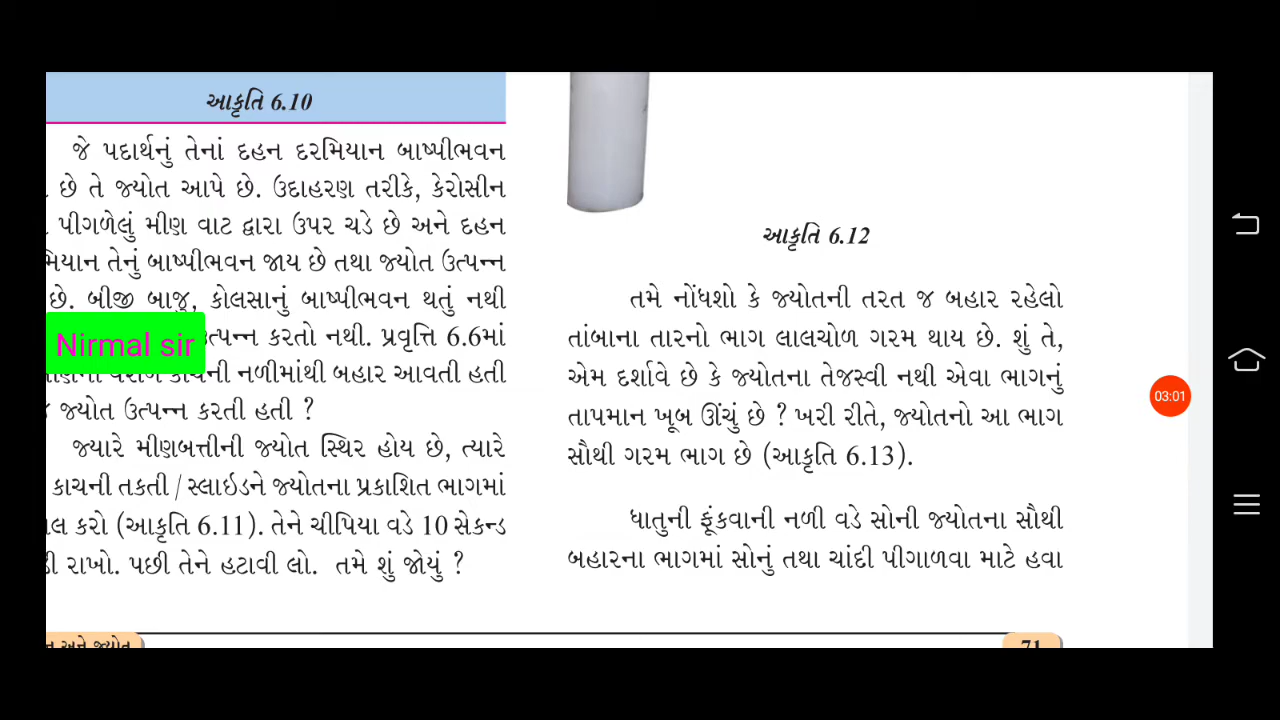 આકૃતિ 6.10
જે પદાર્થનું તેનાં દહન દરમિયાન બાષ્પીભવન
છે તે જ્યોત આપે છે. ઉદાહરણ તરીકે, કેરોસીન
પીગળેલું મીણ વાટ દ્વારા ઉપર ચડે છે અને દહન
મિયાન તેનું બાષ્પીભવન જાય છે તથા જ્યોત ઉત્પન્ન
છે. બીજી બાજુ, કોલસાનું બાષ્પીભવન થતું નથી
ઉત્પન્ન કરતો નથી. પ્રવૃત્તિ 6.6માં
Nirmal sir
નળીમાંથી બહાર આવતી હતી
જ્યોત ઉત્પન્ન કરતી હતી ?
જ્યારે મીણબત્તીની જ્યોત સ્થિર હોય છે, ત્યારે
કાચની તકતી / સ્લાઇડને જ્યોતના પ્રકાશિત ભાગમાં
કરો (આકૃતિ 6.11). તેને ચીપિયા વડે 10 સેકન્ડ
રાખો. પછી તેને હટાવી લો. તમે શું જોયું ?
આકૃતિ 6.12
તમે નોંધશો કે જ્યોતની તરત જ બહાર રહેલો
તાંબાના તારનો ભાગ લાલચોળ ગરમ થાય છે. શું તે,
એમ દર્શાવે છે કે જ્યોતના તેજસ્વી નથી એવા ભાગનું
તાપમાન ખૂબ ઊંચું છે ? ખરી રીતે, જ્યોતનો આ ભાગ
સૌથી ગરમ ભાગ છે (આકૃતિ 6.13).
ધાતુની ફૂંકવાની નળી વડે સોની જ્યોતના સૌથી
બહારના ભાગમાં સોનું તથા ચાંદી પીગાળવા માટે હવા
અને જ્યોત
71
03:01